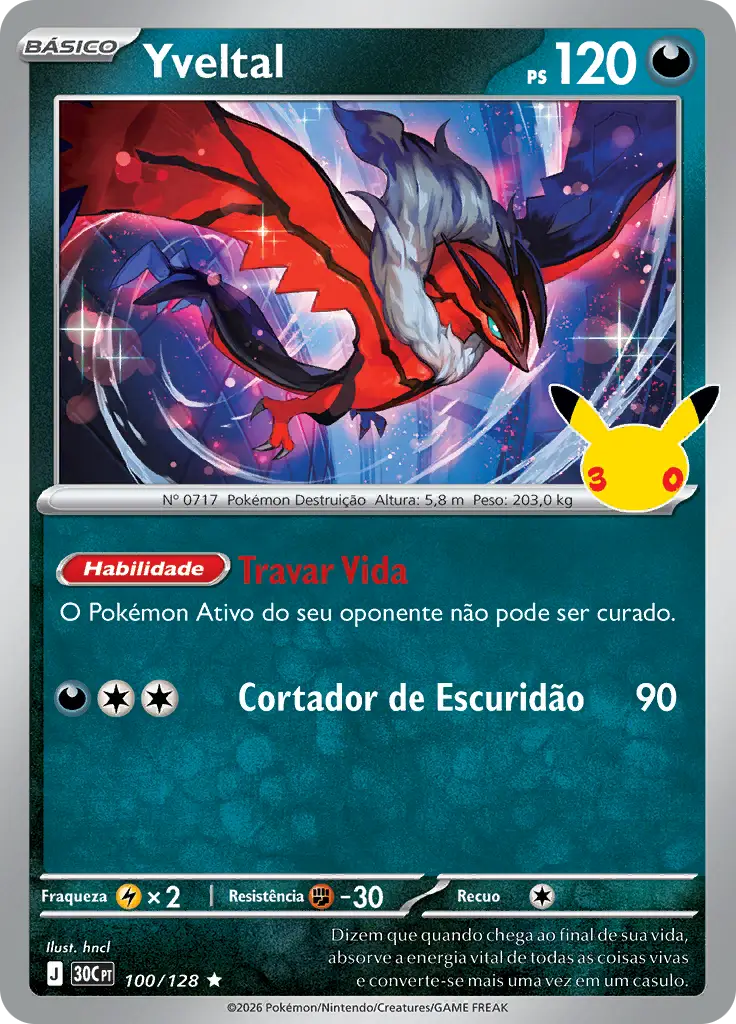 BÁSICO
Yveltal
PS 120
30
Nº 0717 Pokémon Destruição Altura: 5,8 m Peso: 203,0 kg
Habilidade Travar Vida
O Pokémon Ativo do seu oponente não pode ser curado.
Cortador de Escuridão 90
Fraqueza ×2 Resistência -30 Recuo
Ilust. hncl
Dizem que quando chega ao final de sua vida,
absorve a energia vital de todas as coisas vivas
e converte-se mais uma vez em um casulo.
J 30C PT 100/128 ★
©2026 Pokémon/Nintendo/Creatures/GAME FREAK